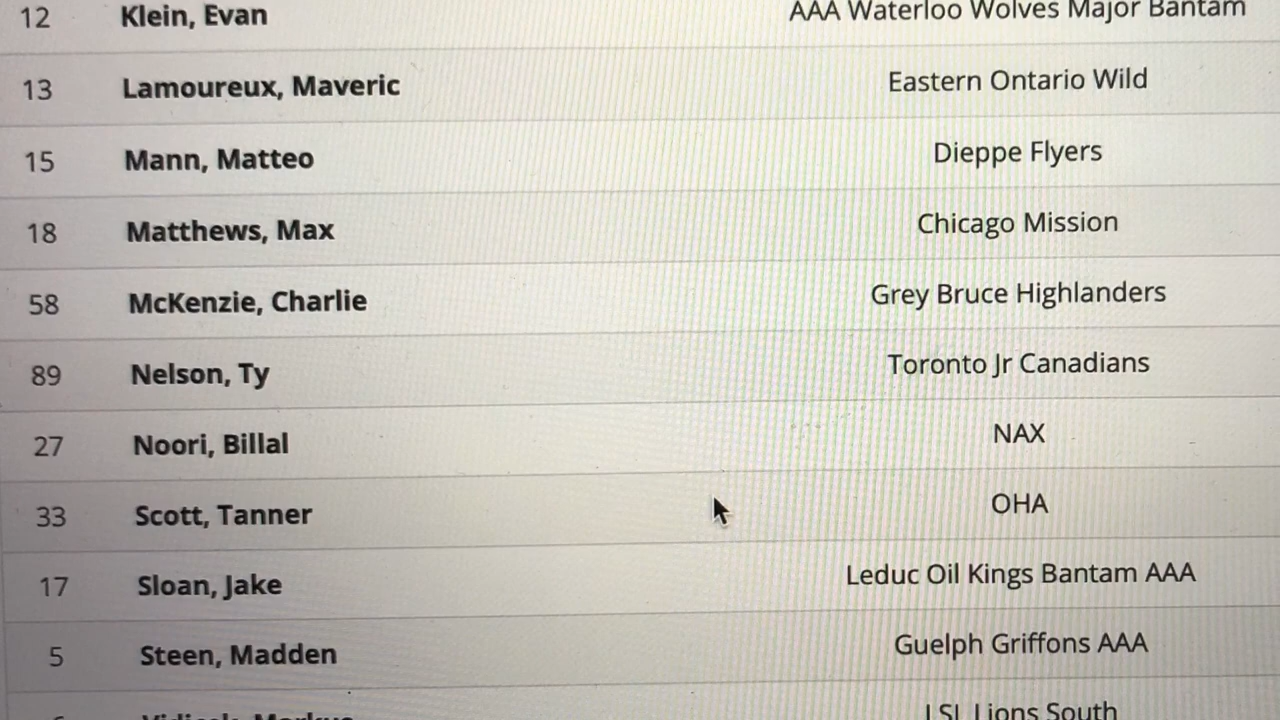 12 Klein, Evan AAA Waterloo Wolves Major Bantam
13 Lamoureux, Maveric Eastern Ontario Wild
15 Mann, Matteo Dieppe Flyers
18 Matthews, Max Chicago Mission
58 McKenzie, Charlie Grey Bruce Highlanders
89 Nelson, Ty Toronto Jr Canadians
27 Noori, Billal NAX
33 Scott, Tanner OHA
17 Sloan, Jake Leduc Oil Kings Bantam AAA
5 Steen, Madden Guelph Griffons AAA
Lions South